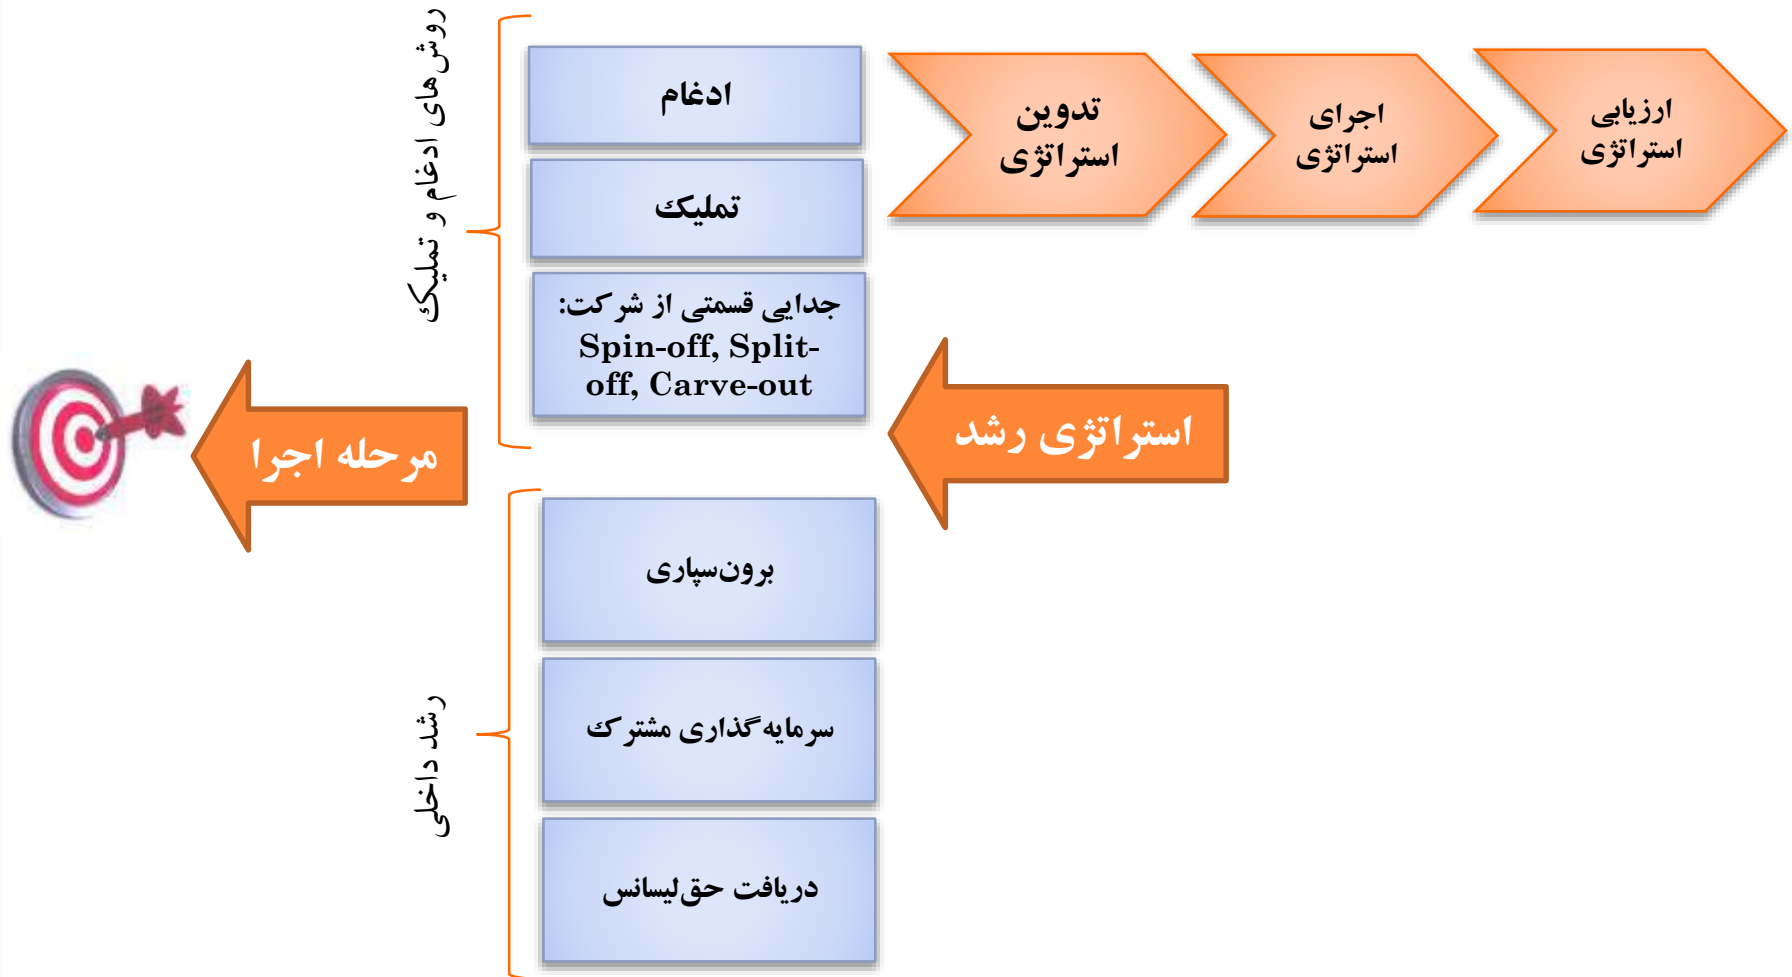 تدوین
استراتژی
اجرای
استراتژی
ارزیابی
استراتژی
استراتژی رشد
روش‌های ادغام و تملیک
ادغام
تملیک
جدایی قسمتی از شرکت:
Spin-off, Split-
off, Carve-out
رشد داخلی
برون‌سپاری
سرمایه‌گذاری مشترک
دریافت حق‌لیسانس
مرحله اجرا